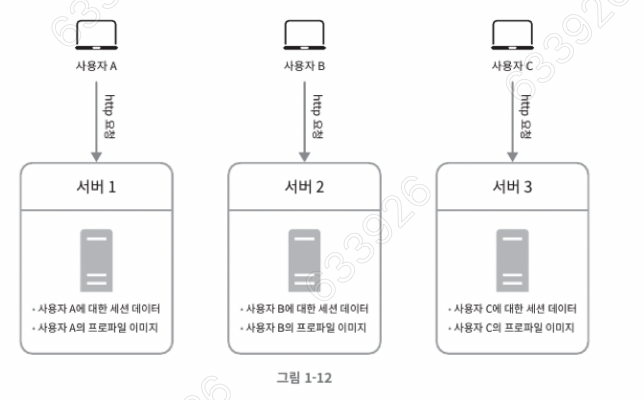 사용자 A
사용자 B
사용자 C
http 요청
http 요청
http 요청
서버 1
서버 2
서버 3
· 사용자 A에 대한 세션 데이터
· 사용자 A의 프로파일 이미지
· 사용자 B에 대한 세션 데이터
· 사용자 B의 프로파일 이미지
· 사용자 C에 대한 세션 데이터
· 사용자 C의 프로파일 이미지
그림 1-12
633926
633926
633926